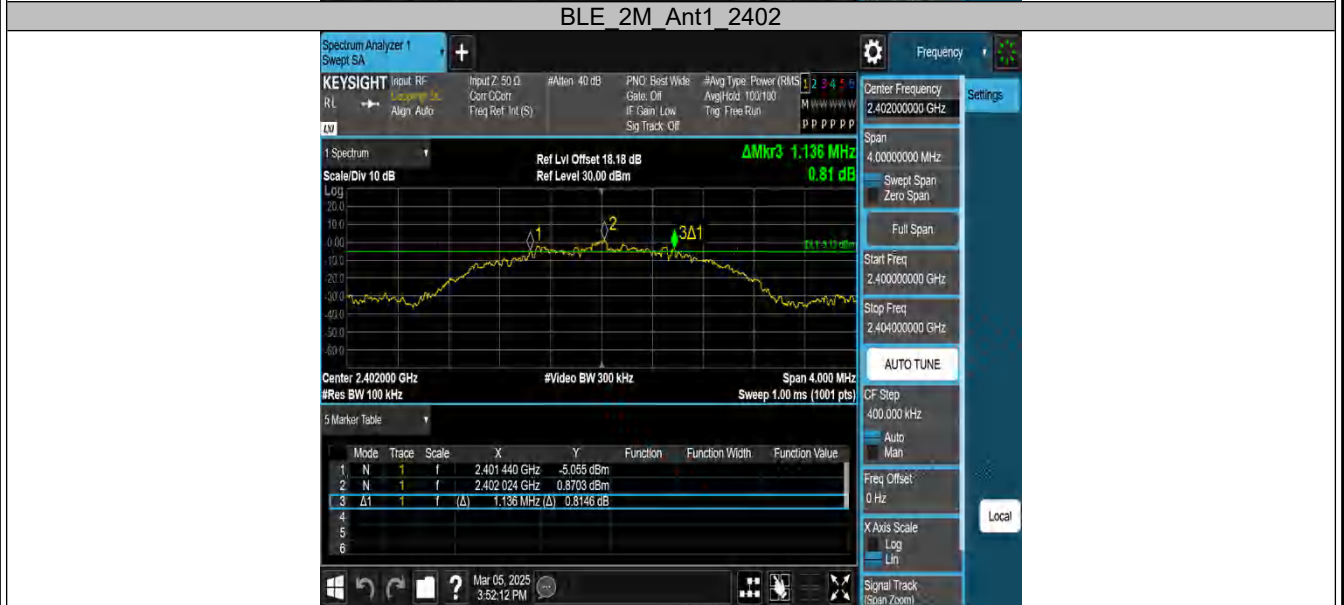 BLE_2M_Ant1_2402
Spectrum Analyzer 1
Swept SA
+
Frequency
KEYSIGHT
Input: RF
RL
Align: Auto
LXI
Input Z: 50 Ω
Corr CCorr
Freq Ref: Int (S)
#Atten: 40 dB
PNO: Best Wide
Gate: Off
IF Gain: Low
Sig Track: Off
#Avg Type: Power (RMS
Avg|Hold: 100/100
Trig: Free Run
1 2 3 4 5 6
M W W W W W
P P P P P P
Center Frequency
2.402000000 GHz
Settings
Span
4.00000000 MHz
Swept Span
Zero Span
Full Span
Start Freq
2.400000000 GHz
Stop Freq
2.404000000 GHz
AUTO TUNE
CF Step
400.000 kHz
Auto
Man
Freq Offset
0 Hz
X Axis Scale
Log
Lin
Local
Signal Track
(Span Zoom)
1 Spectrum
Scale/Div 10 dB
Ref Lvl Offset 18.18 dB
Ref Level 30.00 dBm
ΔMkr3 1.136 MHz
0.81 dB
Log
20.0
10.0
0.00
-10.0
-20.0
-30.0
-40.0
-50.0
-60.0
1
2
3Δ1
Center 2.402000 GHz
#Res BW 100 kHz
#Video BW 300 kHz
Span 4.000 MHz
Sweep 1.00 ms (1001 pts)
5 Marker Table
Mode Trace Scale X Y Function Function Width Function Value
1 N 1 f 2.401 440 GHz -5.055 dBm
2 N 1 f 2.402 024 GHz 0.8703 dBm
3 Δ1 1 f (Δ) 1.136 MHz (Δ) 0.8146 dB
4
5
6
?
Mar 05, 2025
3:52:12 PM